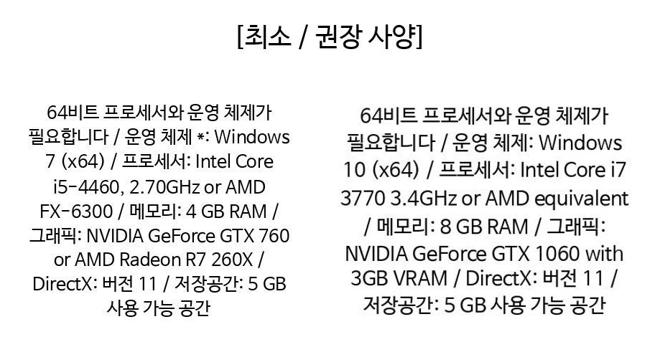 [최소 / 권장 사양]
64비트 프로세서와 운영 체제가
필요합니다 / 운영 체제 *: Windows
7 (x64) / 프로세서: Intel Core
i5-4460, 2.70GHz or AMD
FX-6300 / 메모리: 4 GB RAM /
그래픽: NVIDIA GeForce GTX 760
or AMD Radeon R7 260X /
DirectX: 버전 11 / 저장공간: 5 GB
사용 가능 공간
64비트 프로세서와 운영 체제가
필요합니다 / 운영 체제: Windows
10 (x64) / 프로세서: Intel Core i7
3770 3.4GHz or AMD equivalent
/ 메모리: 8 GB RAM / 그래픽:
NVIDIA GeForce GTX 1060 with
3GB VRAM / DirectX: 버전 11 /
저장공간: 5 GB 사용 가능 공간